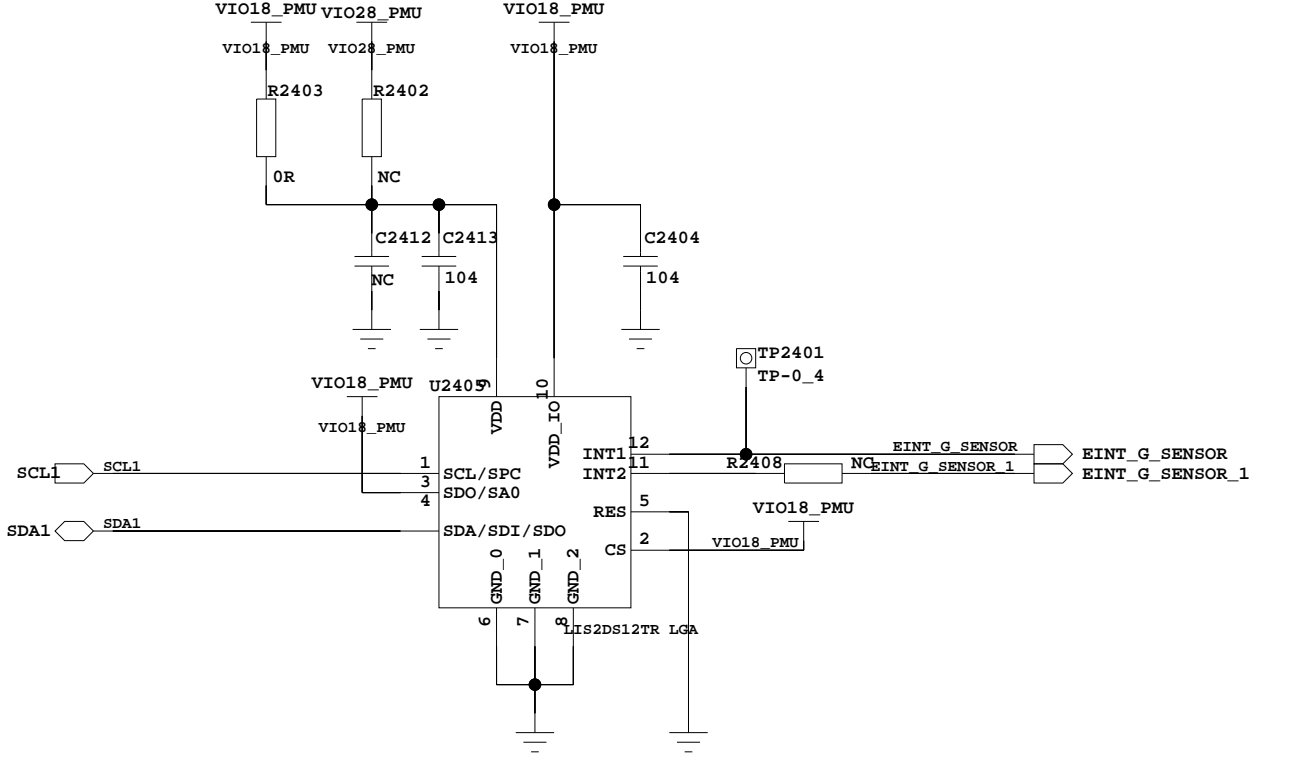 VIO18_PMU VIO28_PMU VIO18_PMU
VIO18_PMU VIO28_PMU VIO18_PMU
R2403 R2402
0R NC
C2412 C2413 C2404
NC 104 104
TP2401
TP-0_4
VIO18_PMU U2405 9 10
VIO18_PMU VDD VDD_IO
INT1 12 EINT_G_SENSOR EINT_G_SENSOR
SCL1 SCL1 1 SCL/SPC INT2 11 R2408 NC EINT_G_SENSOR_1 EINT_G_SENSOR_1
3 SDO/SA0
4
RES 5 VIO18_PMU
SDA1 SDA1 SDA/SDI/SDO
CS 2 VIO18_PMU
GND_0 GND_1 GND_2
6 7 8 LIS2DS12TR LGA